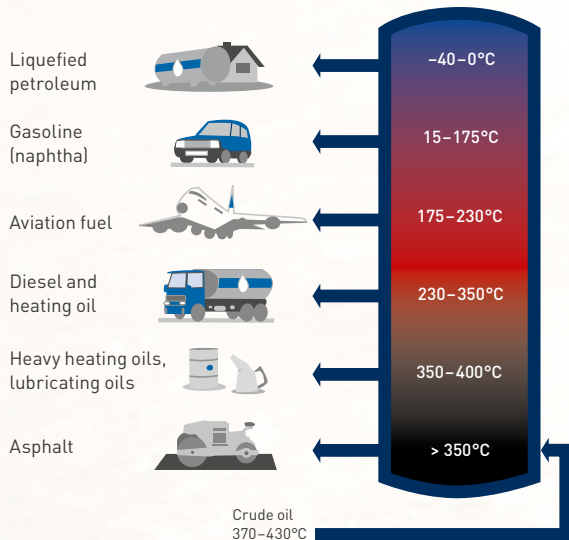 Liquefied
petroleum
–40–0°C
Gasoline
(naphtha)
15–175°C
Aviation fuel
175–230°C
Diesel and
heating oil
230–350°C
Heavy heating oils,
lubricating oils
350–400°C
Asphalt
> 350°C
Crude oil
370–430°C